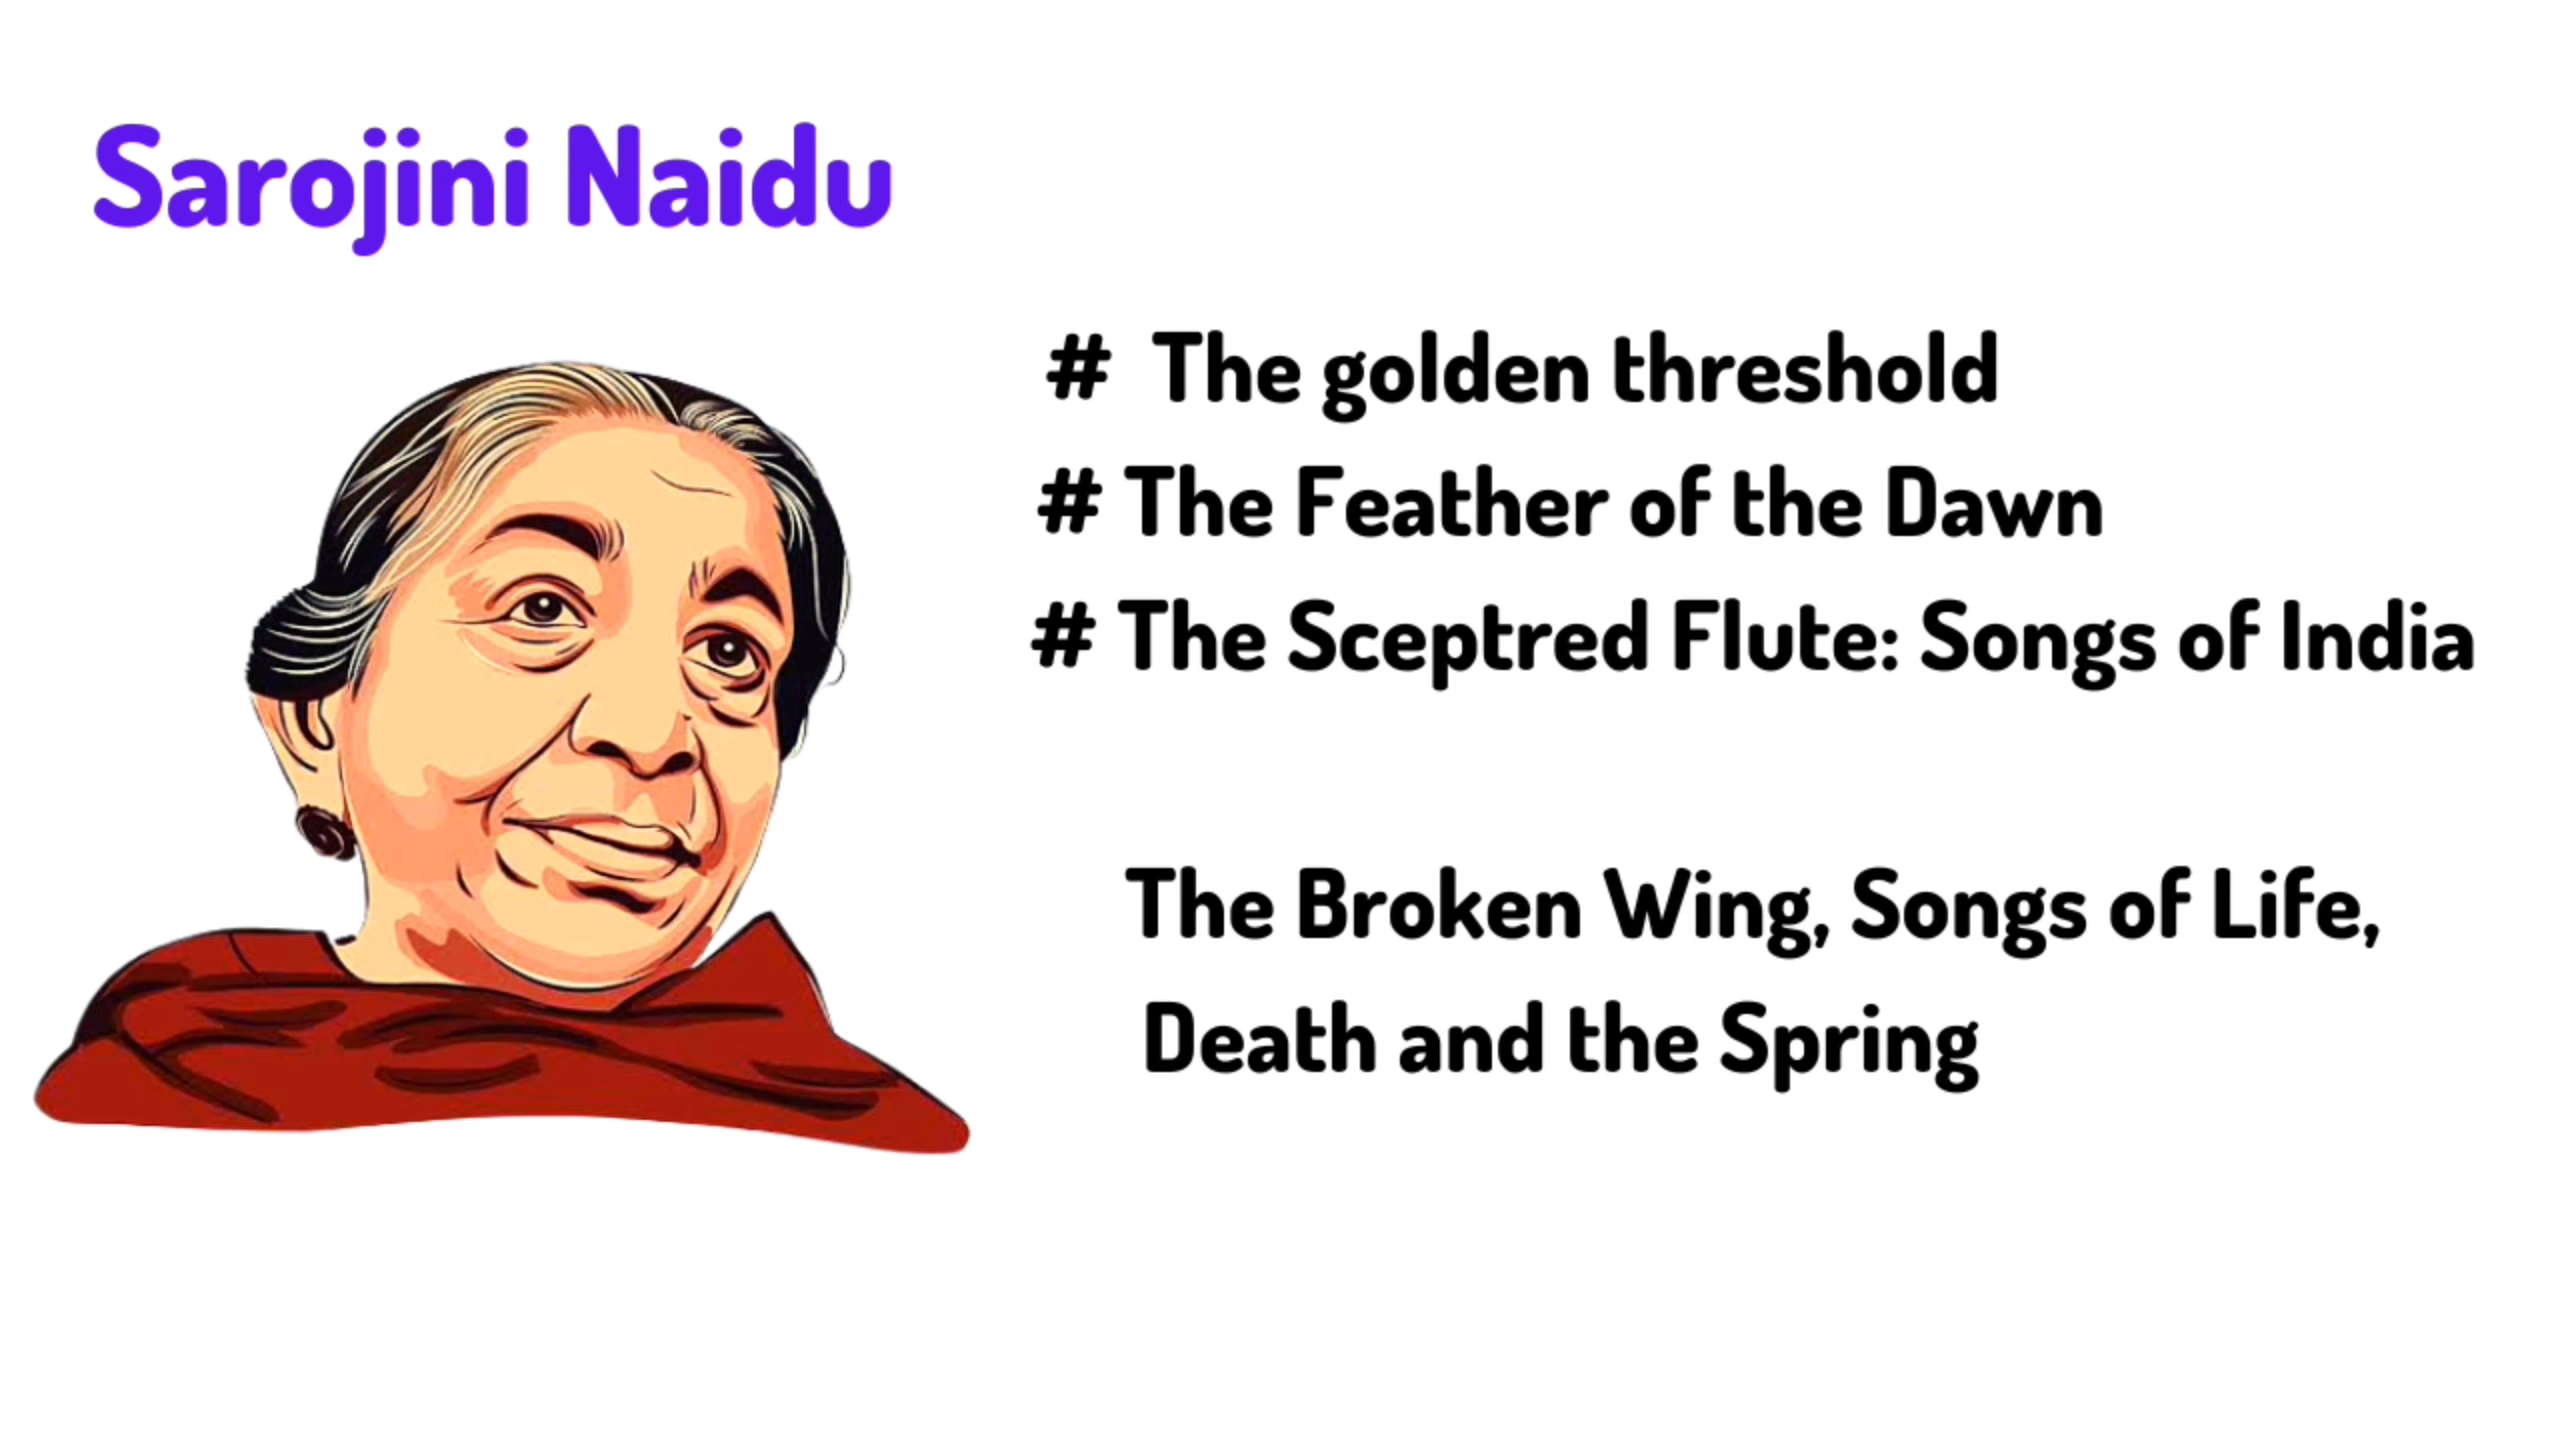 Sarojini Naidu
# The golden threshold
# The Feather of the Dawn
# The Sceptred Flute: Songs of India
The Broken Wing, Songs of Life,
Death and the Spring